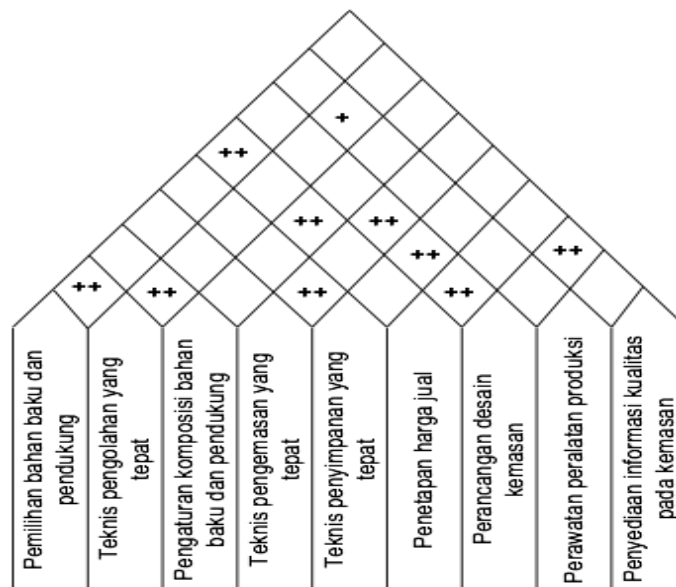 +
++
++
++
++
++
++
++
++
++
Pemilihan bahan baku dan
pendukung
Teknis pengolahan yang
tepat
Pengaturan komposisi bahan
baku dan pendukung
Teknis pengemasan yang
tepat
Teknis penyimpanan yang
tepat
Penetapan harga jual
Perancangan desain
kemasan
Perawatan peralatan produksi
Penyediaan informasi kualitas
pada kemasan